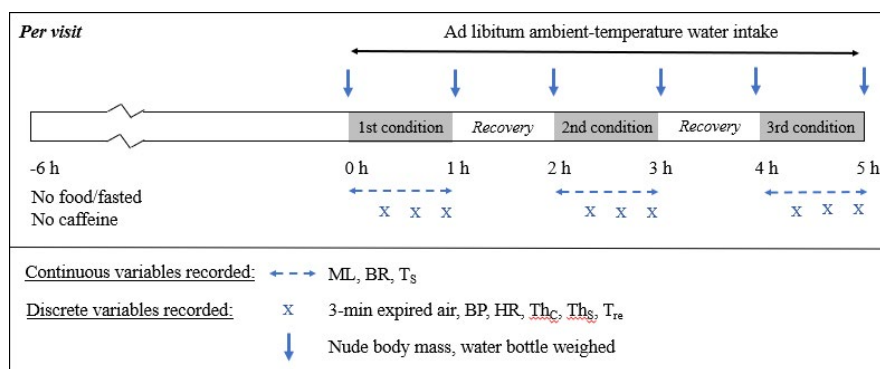 Per visit
Ad libitum ambient-temperature water intake
1st condition Recovery 2nd condition Recovery 3rd condition
-6 h 0 h 1 h 2 h 3 h 4 h 5 h
No food/fasted
No caffeine
x x x x x x x x x
Continuous variables recorded: ML, BR, TS
Discrete variables recorded: x 3-min expired air, BP, HR, ThC, ThS, Tre
Nude body mass, water bottle weighed